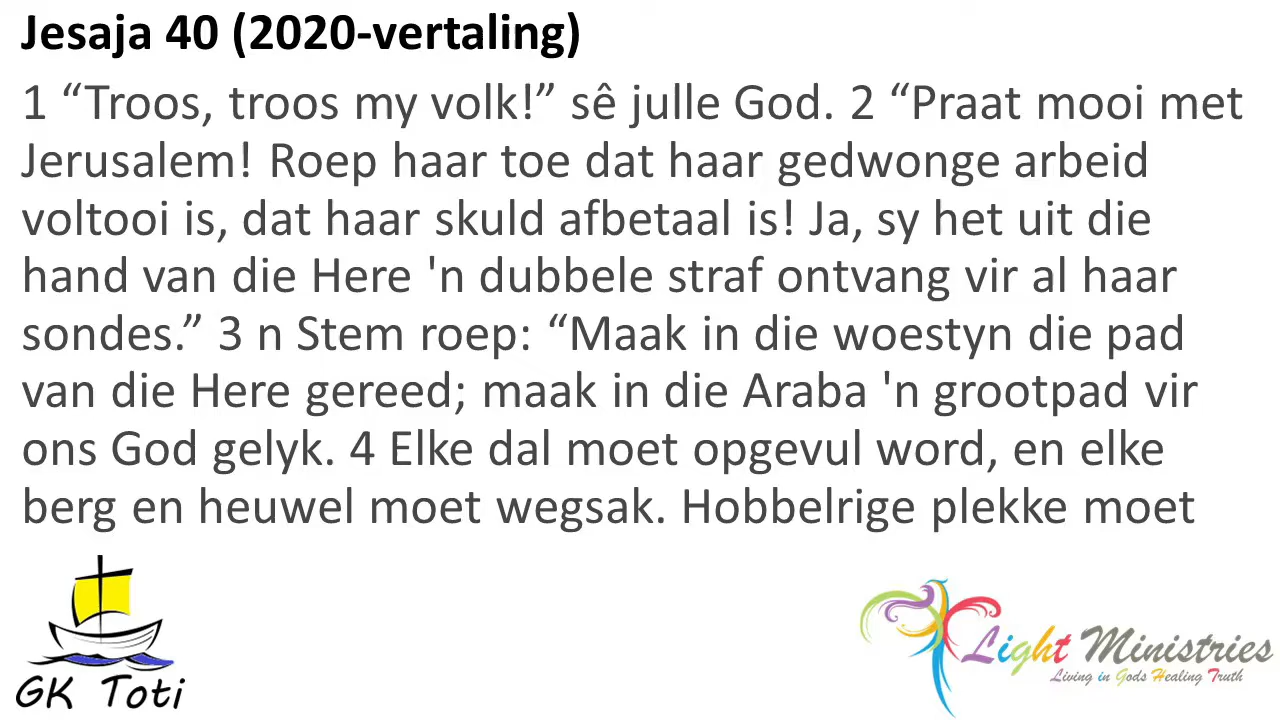 Jesaja 40 (2020-vertaling)
1 “Troos, troos my volk!” sê julle God. 2 “Praat mooi met
Jerusalem! Roep haar toe dat haar gedwonge arbeid
voltooi is, dat haar skuld afbetaal is! Ja, sy het uit die
hand van die Here 'n dubbele straf ontvang vir al haar
sondes.” 3 n Stem roep: “Maak in die woestyn die pad
van die Here gereed; maak in die Araba 'n grootpad vir
ons God gelyk. 4 Elke dal moet opgevul word, en elke
berg en heuwel moet wegsak. Hobbelrige plekke moet
GK Toti
Light Ministries
Living in Gods Healing Truth